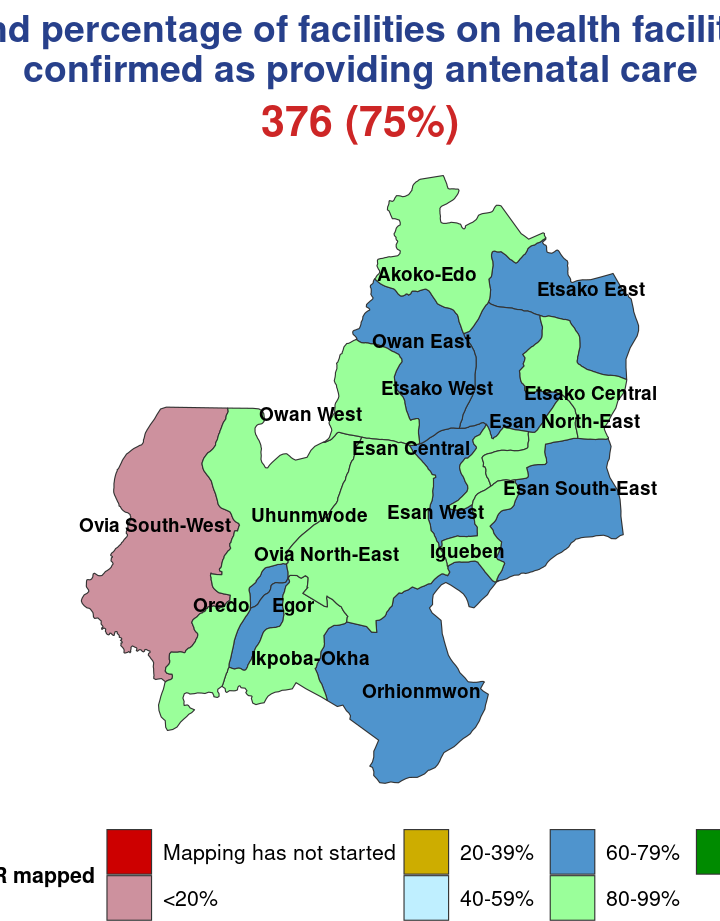 percentage of facilities on health
confirmed as providing antenatal care
376 (75%)
Akoko-Edo
Etsako East
Owan East
Etsako West
Etsako Central
Owan West
Esan North-East
Esan Central
Esan South-East
Uhunmwode
Esan West
Ovia South-West
Ovia North-East
Igueben
Oredo
Egor
Ikpoba-Okha
Orhionmwon
mapped
Mapping has not started
20-39%
60-79%
<20%
40-59%
80-99%